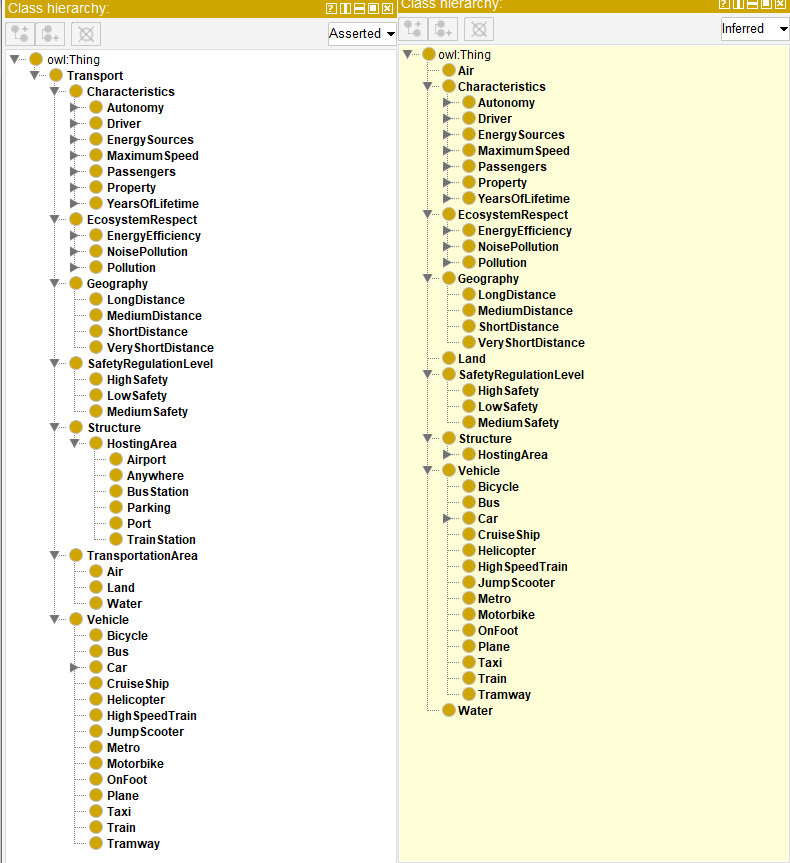 Class hierarchy:
Asserted
owl:Thing
Transport
Characteristics
Autonomy
Driver
EnergySources
MaximumSpeed
Passengers
Property
YearsOfLifetime
EcosystemRespect
EnergyEfficiency
NoisePollution
Pollution
Geography
LongDistance
MediumDistance
ShortDistance
VeryShortDistance
SafetyRegulationLevel
HighSafety
LowSafety
MediumSafety
Structure
HostingArea
Airport
Anywhere
BusStation
Parking
Port
TrainStation
TransportationArea
Air
Land
Water
Vehicle
Bicycle
Bus
Car
CruiseShip
Helicopter
HighSpeedTrain
JumpScooter
Metro
Motorbike
OnFoot
Plane
Taxi
Train
Tramway
Class hierarchy:
Inferred
owl:Thing
Air
Characteristics
Autonomy
Driver
EnergySources
MaximumSpeed
Passengers
Property
YearsOfLifetime
EcosystemRespect
EnergyEfficiency
NoisePollution
Pollution
Geography
LongDistance
MediumDistance
ShortDistance
VeryShortDistance
Land
SafetyRegulationLevel
HighSafety
LowSafety
MediumSafety
Structure
HostingArea
Vehicle
Bicycle
Bus
Car
CruiseShip
Helicopter
HighSpeedTrain
JumpScooter
Metro
Motorbike
OnFoot
Plane
Taxi
Train
Tramway
Water